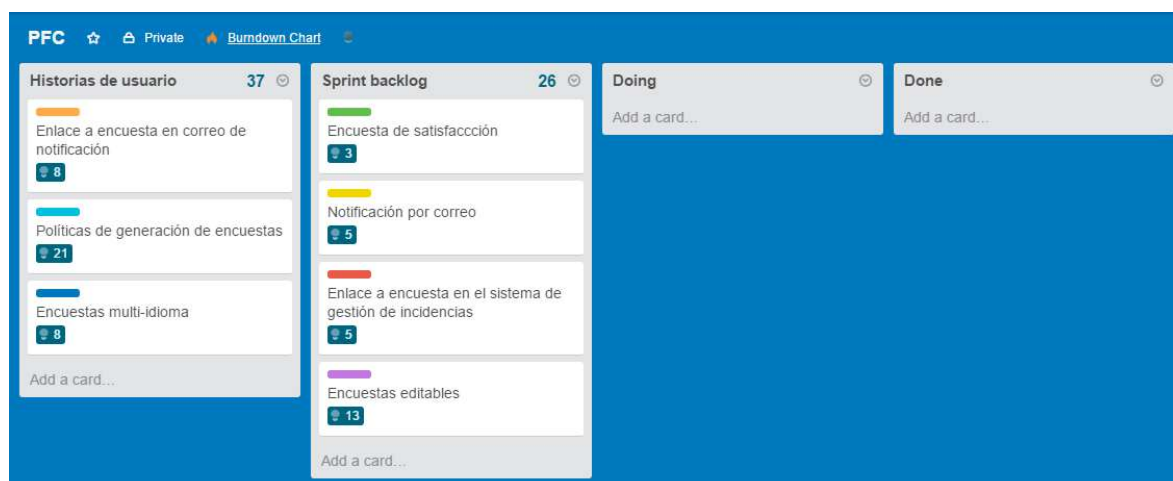 PFC Private Burndown Chart
Historias de usuario 37
Enlace a encuesta en correo de
notificación
8
Políticas de generación de encuestas
21
Encuestas multi-idioma
8
Add a card...
Sprint backlog 26
Encuesta de satisfaccción
3
Notificación por correo
5
Enlace a encuesta en el sistema de
gestión de incidencias
5
Encuestas editables
13
Add a card...
Doing
Add a card...
Done
Add a card...